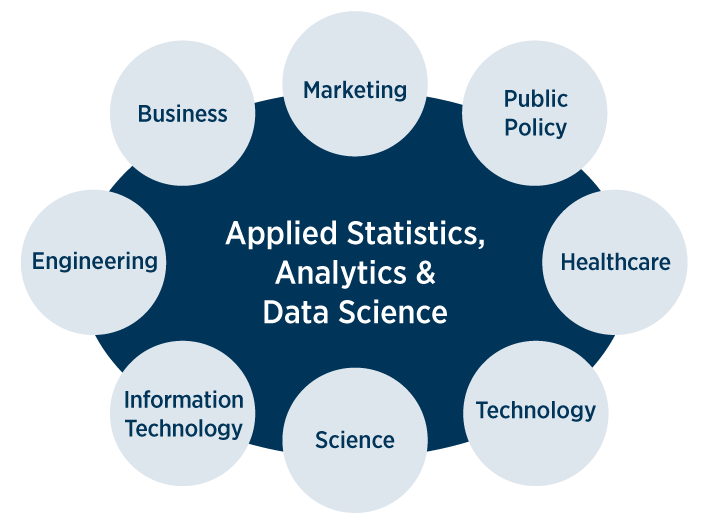 Marketing
Business
Public
Policy
Engineering
Applied Statistics,
Analytics &
Data Science
Healthcare
Information
Technology
Science
Technology